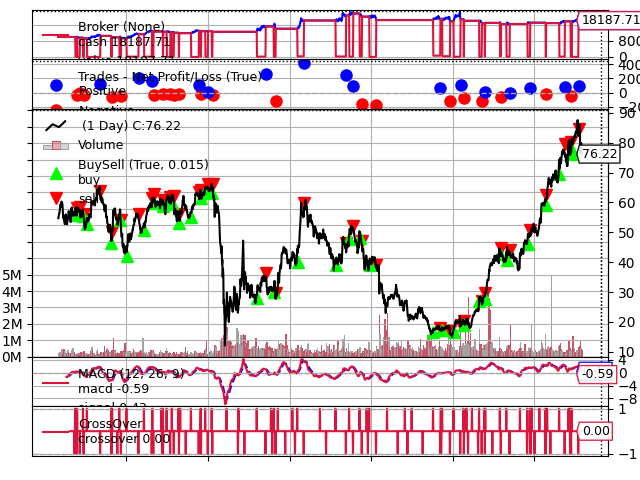 Broker (None)
cash 18187.71
18187.71
800
0
Trades - Net Profit/Loss (True)
Positive
400
200
0
(1 Day) C:76.22
Volume
BuySell (True, 0.015)
buy
sell
90
80
76.22
70
60
50
40
30
20
10
5M
4M
3M
2M
1M
0M
MACD (12, 26, 9)
macd -0.59
4
0
-0.59
−4
−8
CrossOver
crossover 0.00
1
0.00
−1